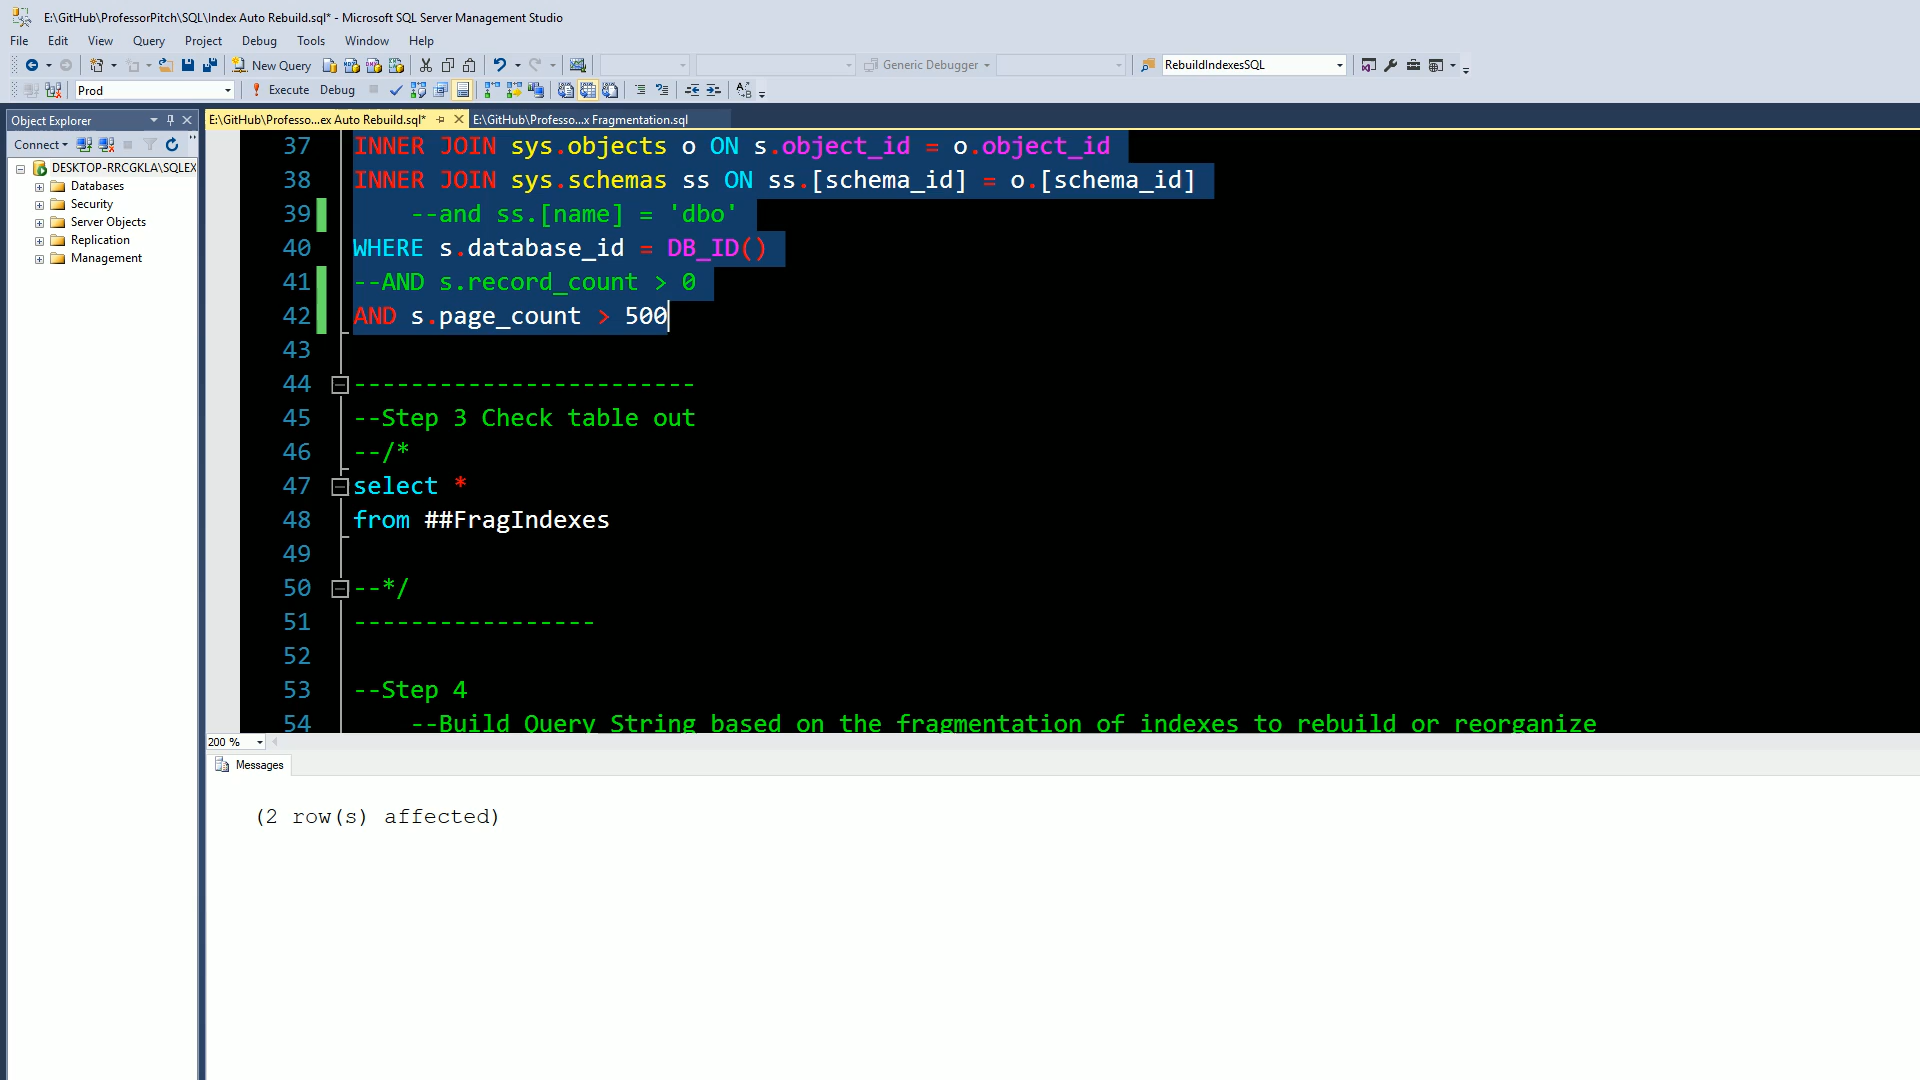 E:\GitHub\ProfessorPitch\SQL\Index Auto Rebuild.sql* - Microsoft SQL Server Management Studio
File Edit View Query Project Debug Tools Window Help
New Query Generic Debugger RebuildIndexesSQL
Prod Execute Debug
Object Explorer
Connect
DESKTOP-RRCGKLA\SQLEX
Databases
Security
Server Objects
Replication
Management
E:\GitHub\Professo...ex Auto Rebuild.sql* E:\GitHub\Professo...x Fragmentation.sql
37 INNER JOIN sys.objects o ON s.object_id = o.object_id
38 INNER JOIN sys.schemas ss ON ss.[schema_id] = o.[schema_id]
39 --and ss.[name] = 'dbo'
40 WHERE s.database_id = DB_ID()
41 --AND s.record_count > 0
42 AND s.page_count > 500
43
44 ------------------------
45 --Step 3 Check table out
46 --/*
47 select *
48 from ##FragIndexes
49
50 --*/
51 -----------------
52
53 --Step 4
54 --Build Query String based on the fragmentation of indexes to rebuild or reorganize
200 %
Messages
(2 row(s) affected)